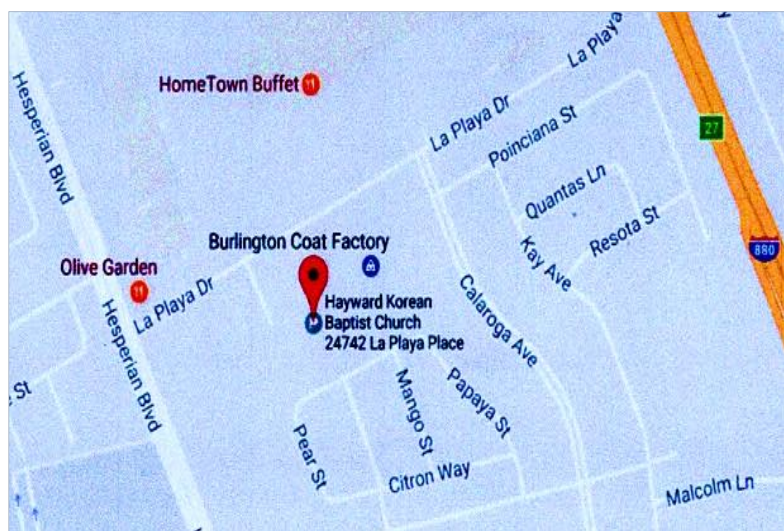 La Playa
Hesperian Blvd
HomeTown Buffet
La Playa Dr
Poinciana St
27
Quantas Ln
Burlington Coat Factory
Kay Ave
Resota St
880
Olive Garden
La Playa Dr
Hayward Korean
Baptist Church
24742 La Playa Place
Calaroga Ave
Hesperian Blvd
Mango St
Papaya St
Pear St
Citron Way
Malcolm Ln
St